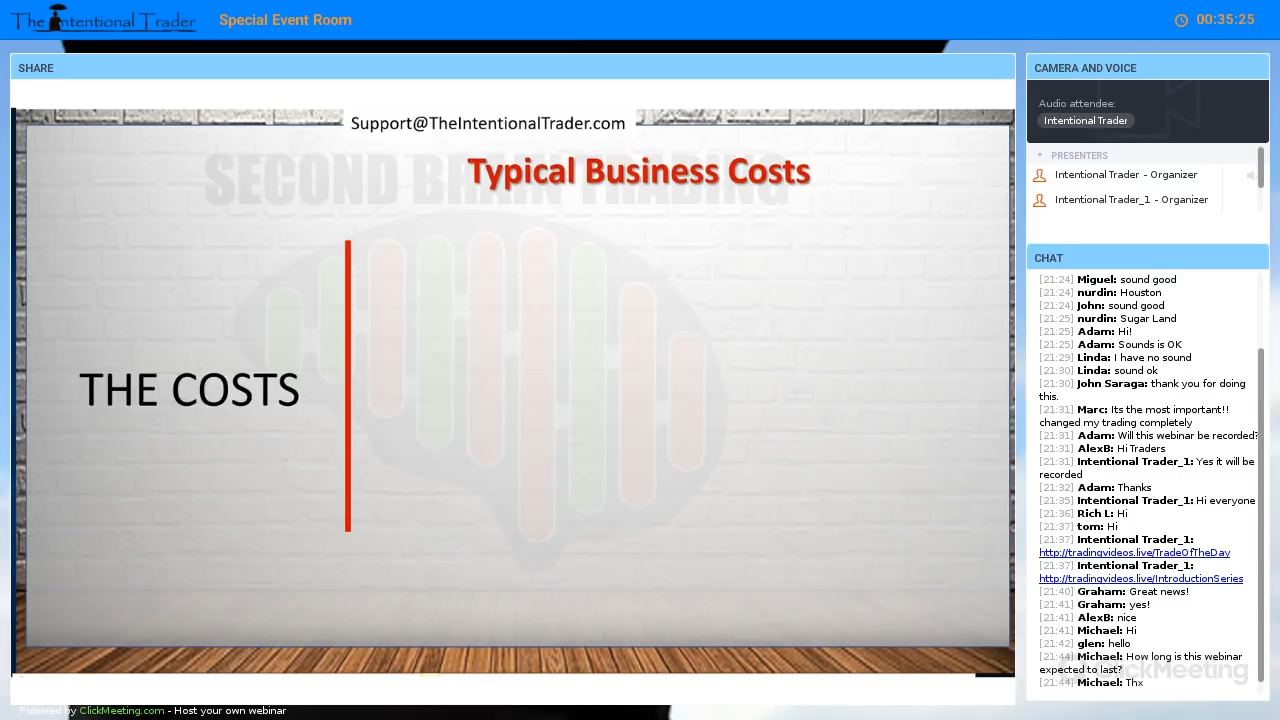 The Intentional Trader
Special Event Room
00:35:25
SHARE
Support@TheIntentionalTrader.com
SECOND BRAIN TRADING
Typical Business Costs
THE COSTS
CAMERA AND VOICE
Audio attendee:
Intentional Trader
PRESENTERS
Intentional Trader - Organizer
Intentional Trader_1 - Organizer
CHAT
[21:24] Miguel: sound good
[21:24] nurdin: Houston
[21:24] John: sound good
[21:25] nurdin: Sugar Land
[21:25] Adam: Hi!
[21:25] Adam: Sounds is OK
[21:29] Linda: I have no sound
[21:30] Linda: sound ok
[21:30] John Saraga: thank you for doing
this.
[21:31] Marc: Its the most important!!
changed my trading completely
[21:31] Adam: Will this webinar be recorded?
[21:31] AlexB: Hi Traders
[21:31] Intentional Trader_1: Yes it will be
recorded
[21:32] Adam: Thanks
[21:35] Intentional Trader_1: Hi everyone
[21:36] Rich L: Hi
[21:37] tom: Hi
[21:37] Intentional Trader_1:
http://tradingvideos.live/TradeOfTheDay
[21:37] Intentional Trader_1:
http://tradingvideos.live/IntroductionSeries
[21:40] Graham: Great news!
[21:41] Graham: yes!
[21:41] AlexB: nice
[21:41] Michael: Hi
[21:42] glen: hello
[21:44] Michael: How long is this webinar
expected to last?
[21:44] Michael: Thx
ClickMeeting
Powered by ClickMeeting.com - Host your own webinar